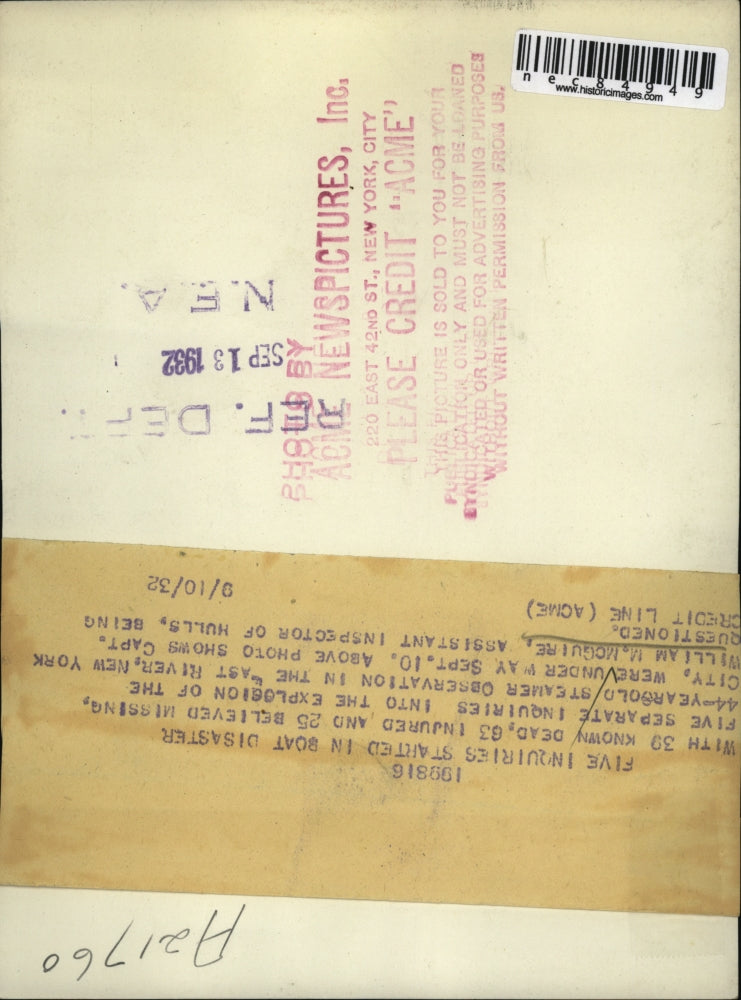 nec84949
www.historicimages.com
PHOTO BY
ACME NEWSPICTURES, Inc.
220 EAST 42ND ST., NEW YORK, CITY
PLEASE CREDIT "ACME"
THIS PICTURE IS SOLD TO YOU FOR YOUR
PUBLICATION ONLY AND MUST NOT BE LOANED
SYNDICATED OR USED FOR ADVERTISING PURPOSES
WITHOUT WRITTEN PERMISSION FROM US.
REF. DEPT.
SEP 13 1932
N.E.A.
199816
FIVE INQUIRIES STARTED IN BOAT DISASTER
WITH 39 KNOWN DEAD, 63 INJURED AND 25 BELIEVED MISSING,
FIVE SEPARATE INQUIRIES INTO THE EXPLOSION OF THE
44-YEARSOLD STEAMER OBSERVATION IN THE EAST RIVER, NEW YORK
CITY, WERE UNDER WAY SEPT. 10. ABOVE PHOTO SHOWS CAPT.
WILLIAM M. MCGUIRE, ASSISTANT INSPECTOR OF HULLS, BEING
QUESTIONED.
CREDIT LINE (ACME) 9/10/32
A21760